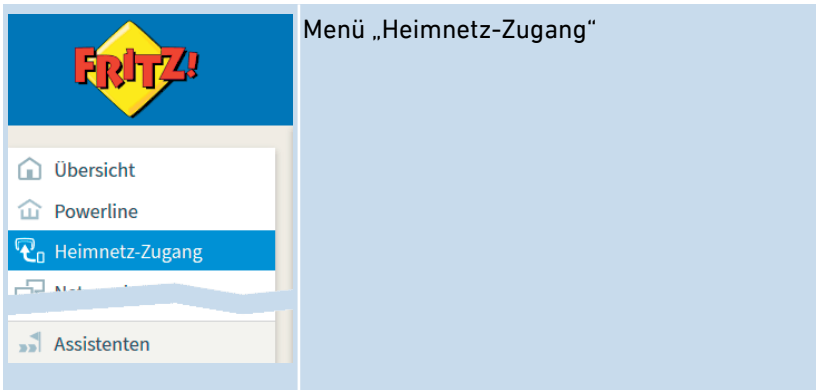 Menü „Heimnetz-Zugang“
FRITZ!
Übersicht
Powerline
Heimnetz-Zugang
Assistenten